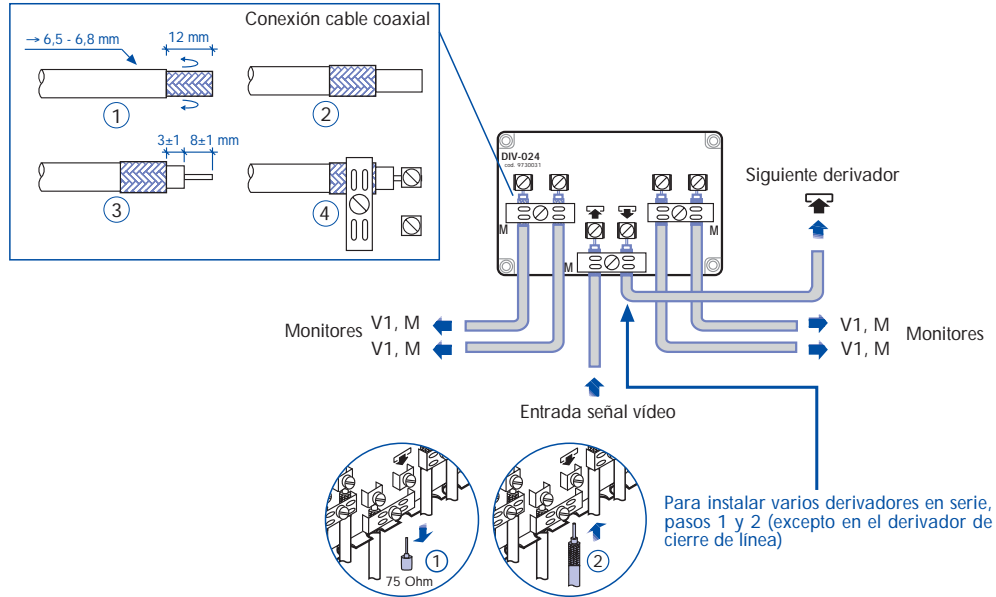 Conexión cable coaxial
→ 6,5 - 6,8 mm
12 mm
1
2
3±1
8±1 mm
3
4
DIV-024
cod. 9730031
M
M
M
Siguiente derivador
Monitores
V1, M
V1, M
V1, M
V1, M
Monitores
Entrada señal vídeo
Para instalar varios derivadores en serie,
pasos 1 y 2 (excepto en el derivador de
cierre de línea)
1
75 Ohm
2